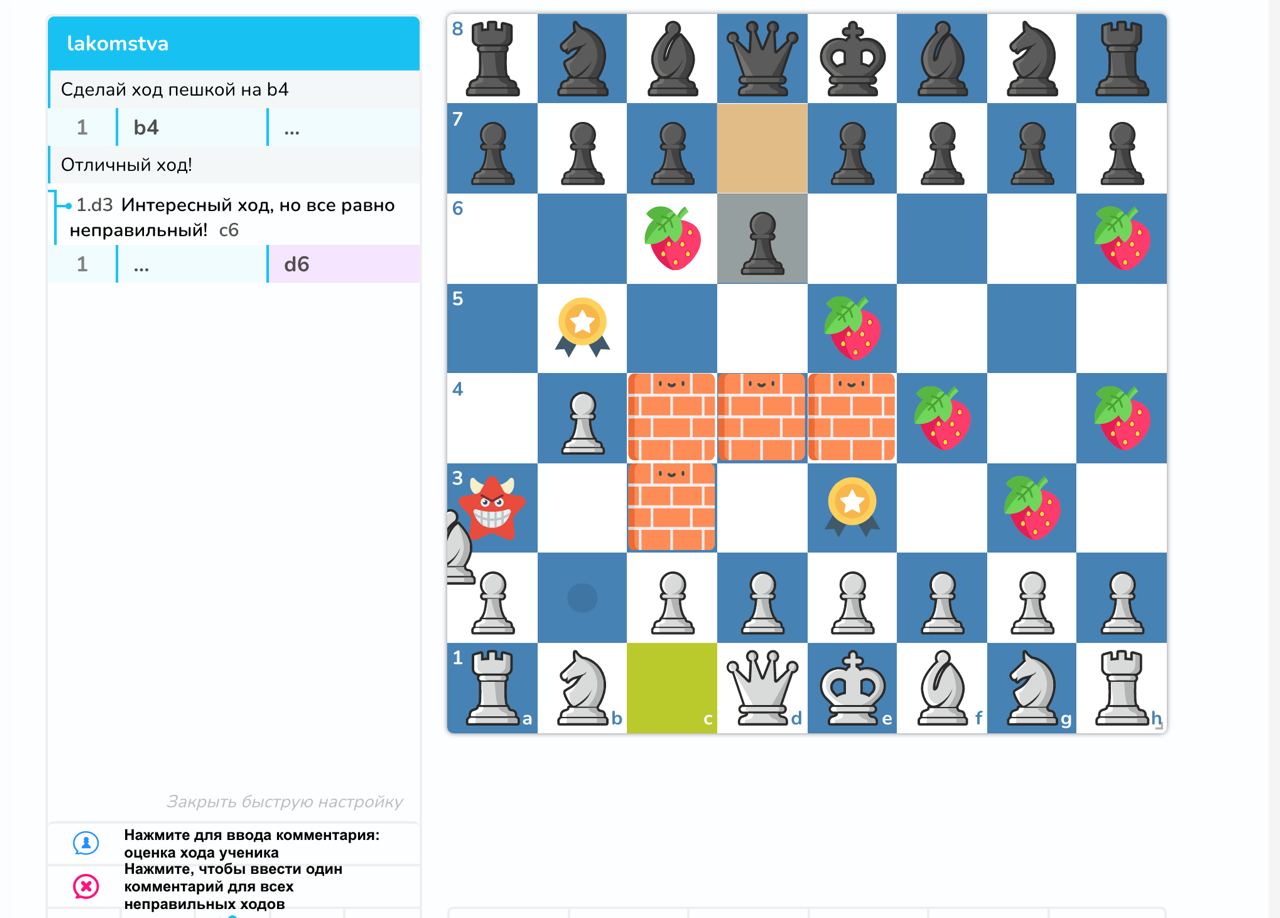 lakomstva
Сделай ход пешкой на b4
1 b4 ...
Отличный ход!
1.d3 Интересный ход, но все равно
неправильный! c6
1 ... d6
Закрыть быструю настройку
Нажмите для ввода комментария:
оценка хода ученика
Нажмите, чтобы ввести один
комментарий для всех
неправильных ходов
8
7
6
5
4
3
1
a b c d e f g h